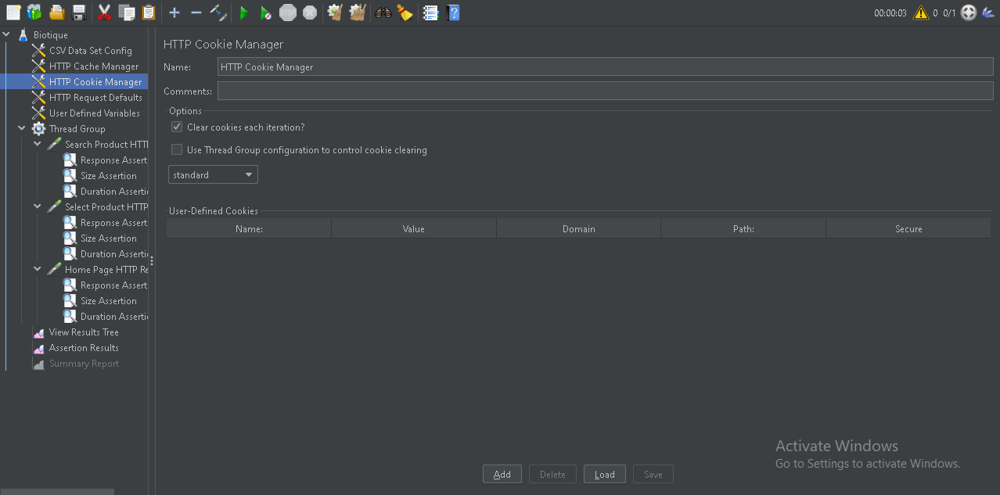 STOP
?
00:00:03
0 0/1
Biotique
CSV Data Set Config
HTTP Cache Manager
HTTP Cookie Manager
HTTP Request Defaults
User Defined Variables
Thread Group
Search Product HTT
Response Assert
Size Assertion
Duration Asserti
Select Product HTTP
Response Assert
Size Assertion
Duration Asserti
Home Page HTTP Re
Response Assert
Size Assertion
Duration Asserti
View Results Tree
Assertion Results
Summary Report
HTTP Cookie Manager
Name: HTTP Cookie Manager
Comments:
Options
Clear cookies each iteration?
Use Thread Group configuration to control cookie clearing
standard
User-Defined Cookies
Name: Value Domain Path: Secure
Add Delete Load Save
Activate Windows
Go to Settings to activate Windows.